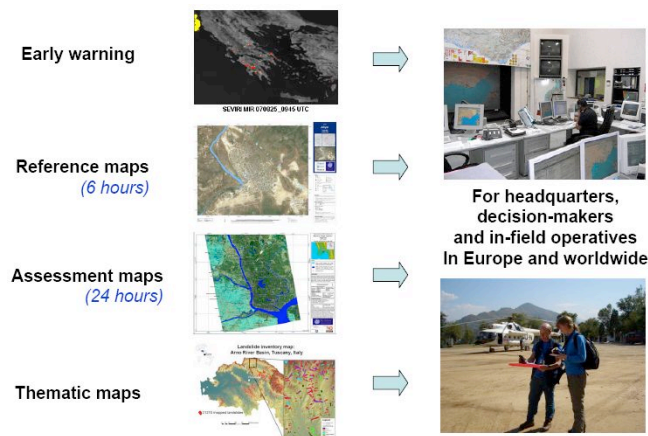 Early warning
SEVIRI MIR 070825_0945 UTC
Reference maps
(6 hours)
For headquarters,
decision-makers
and in-field operatives
In Europe and worldwide
Assessment maps
(24 hours)
Landslide inventory map:
Arno River Basin, Tuscany, Italy
Thematic maps